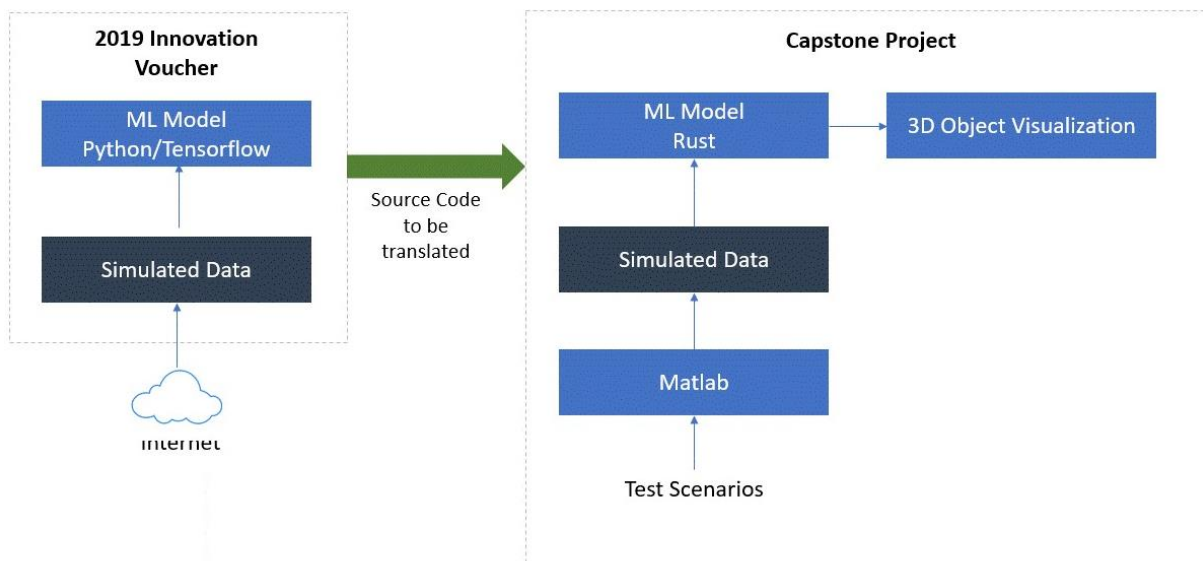 2019 Innovation
Voucher
ML Model
Python/Tensorflow
Simulated Data
Internet
Source Code
to be
translated
Capstone Project
ML Model
Rust
3D Object Visualization
Simulated Data
Matlab
Test Scenarios